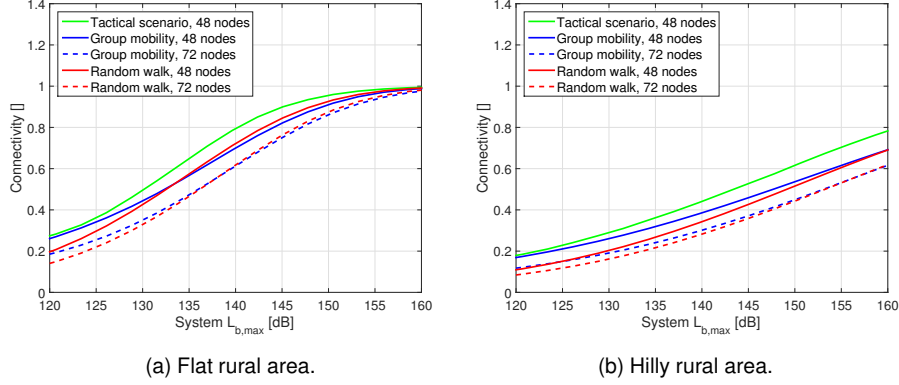 1.4
1.2
1
0.8
0.6
0.4
0.2
0
Connectivity []
Tactical scenario, 48 nodes
Group mobility, 48 nodes
Group mobility, 72 nodes
Random walk, 48 nodes
Random walk, 72 nodes
120 125 130 135 140 145 150 155 160
System L_b,max [dB]
(a) Flat rural area.
1.4
1.2
1
0.8
0.6
0.4
0.2
0
Connectivity []
Tactical scenario, 48 nodes
Group mobility, 48 nodes
Group mobility, 72 nodes
Random walk, 48 nodes
Random walk, 72 nodes
120 125 130 135 140 145 150 155 160
System L_b,max [dB]
(b) Hilly rural area.